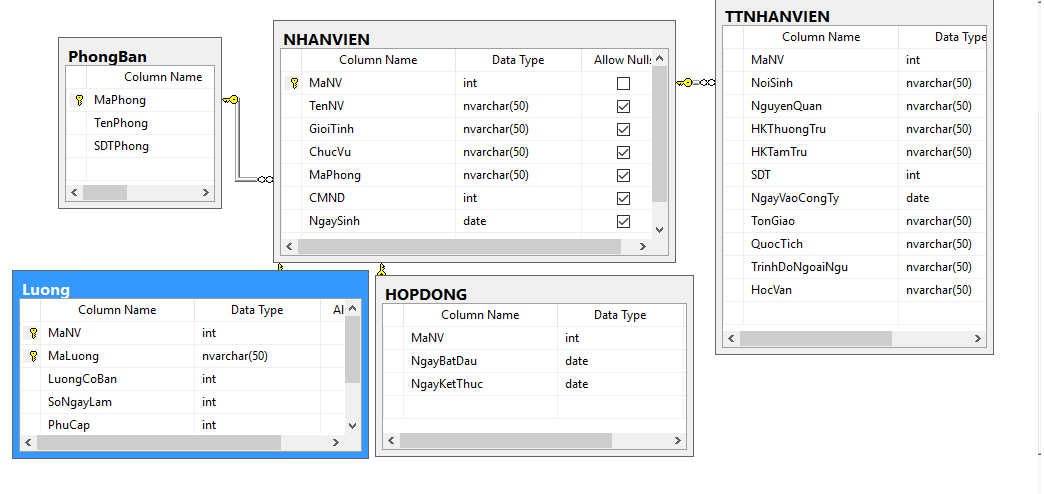 PhongBan
Column Name
MaPhong
TenPhong
SDTPhong
NHANVIEN
Column Name Data Type Allow Nulls
MaNV int
TenNV nvarchar(50)
GioiTinh nvarchar(50)
ChucVu nvarchar(50)
MaPhong nvarchar(50)
CMND int
NgaySinh date
TTNHANVIEN
Column Name Data Type
MaNV int
NoiSinh nvarchar(50)
NguyenQuan nvarchar(50)
HKThuongTru nvarchar(50)
HKTamTru nvarchar(50)
SDT int
NgayVaoCongTy date
TonGiao nvarchar(50)
QuocTich nvarchar(50)
TrinhDoNgoaiNgu nvarchar(50)
HocVan nvarchar(50)
Luong
Column Name Data Type Al
MaNV int
MaLuong nvarchar(50)
LuongCoBan int
SoNgayLam int
PhuCap int
HOPDONG
Column Name Data Type
MaNV int
NgayBatDau date
NgayKetThuc date